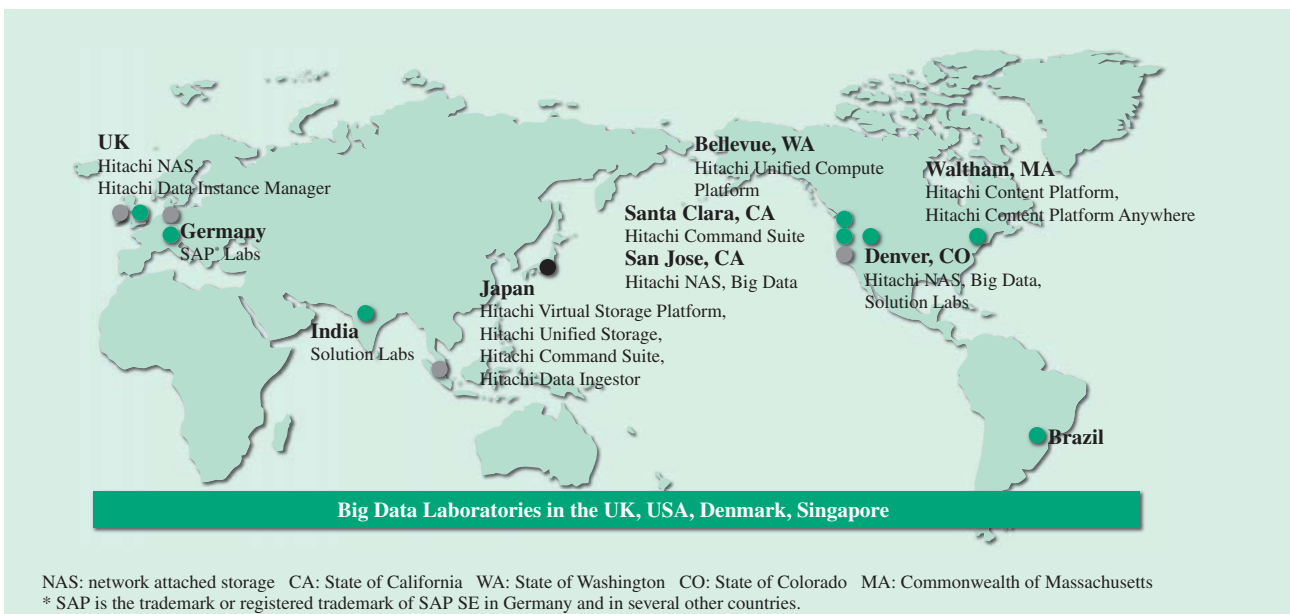 UK
Hitachi NAS,
Hitachi Data Instance Manager
Germany
SAP* Labs
India
Solution Labs
Japan
Hitachi Virtual Storage Platform,
Hitachi Unified Storage,
Hitachi Command Suite,
Hitachi Data Ingestor
Bellevue, WA
Hitachi Unified Compute
Platform
Santa Clara, CA
Hitachi Command Suite
San Jose, CA
Hitachi NAS, Big Data
Waltham, MA
Hitachi Content Platform,
Hitachi Content Platform Anywhere
Denver, CO
Hitachi NAS, Big Data,
Solution Labs
Brazil
Big Data Laboratories in the UK, USA, Denmark, Singapore
NAS: network attached storage CA: State of California WA: State of Washington CO: State of Colorado MA: Commonwealth of Massachusetts
* SAP is the trademark or registered trademark of SAP SE in Germany and in several other countries.